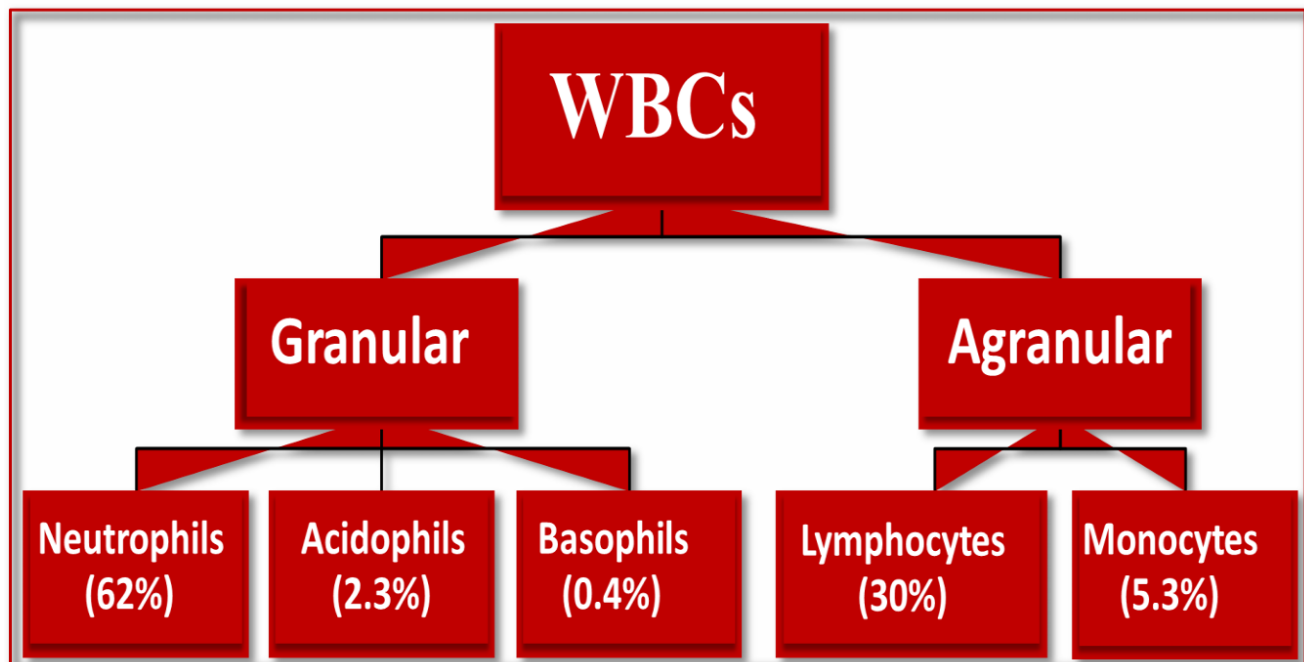 WBCs
Granular
Agranular
Neutrophils
(62%)
Acidophils
(2.3%)
Basophils
(0.4%)
Lymphocytes
(30%)
Monocytes
(5.3%)